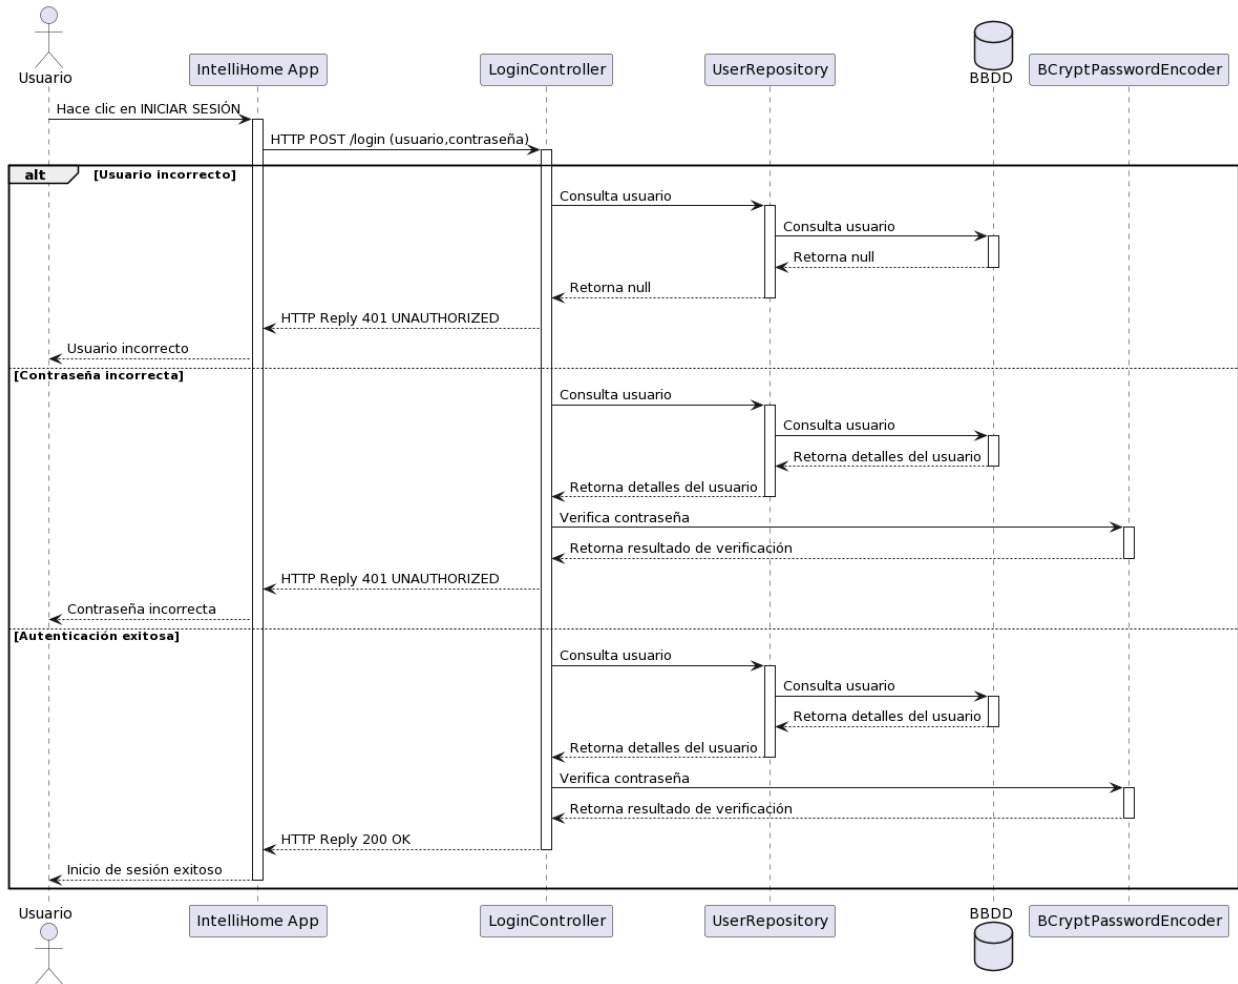 Usuario
IntelliHome App
LoginController
UserRepository
BBDD
BCryptPasswordEncoder
Hace clic en INICIAR SESIÓN
HTTP POST /login (usuario,contraseña)
alt [Usuario incorrecto]
Consulta usuario
Consulta usuario
Retorna null
Retorna null
HTTP Reply 401 UNAUTHORIZED
Usuario incorrecto
[Contraseña incorrecta]
Consulta usuario
Consulta usuario
Retorna detalles del usuario
Retorna detalles del usuario
Verifica contraseña
Retorna resultado de verificación
HTTP Reply 401 UNAUTHORIZED
Contraseña incorrecta
[Autenticación exitosa]
Consulta usuario
Consulta usuario
Retorna detalles del usuario
Retorna detalles del usuario
Verifica contraseña
Retorna resultado de verificación
HTTP Reply 200 OK
Inicio de sesión exitoso
Usuario
IntelliHome App
LoginController
UserRepository
BBDD
BCryptPasswordEncoder